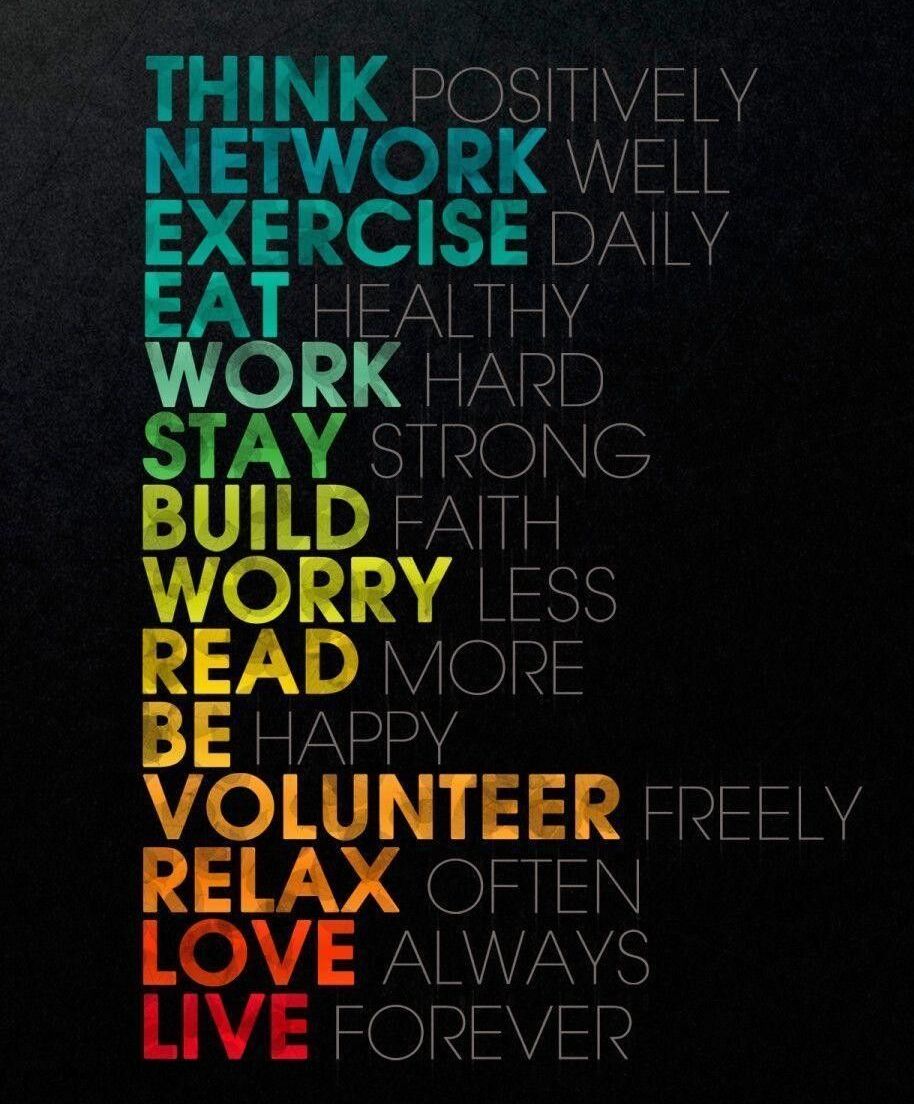 THINK POSITIVELY
NETWORK WELL
EXERCISE DAILY
EAT HEALTHY
WORK HARD
STAY STRONG
BUILD FAITH
WORRY LESS
READ MORE
BE HAPPY
VOLUNTEER FREELY
RELAX OFTEN
LOVE ALWAYS
LIVE FOREVER